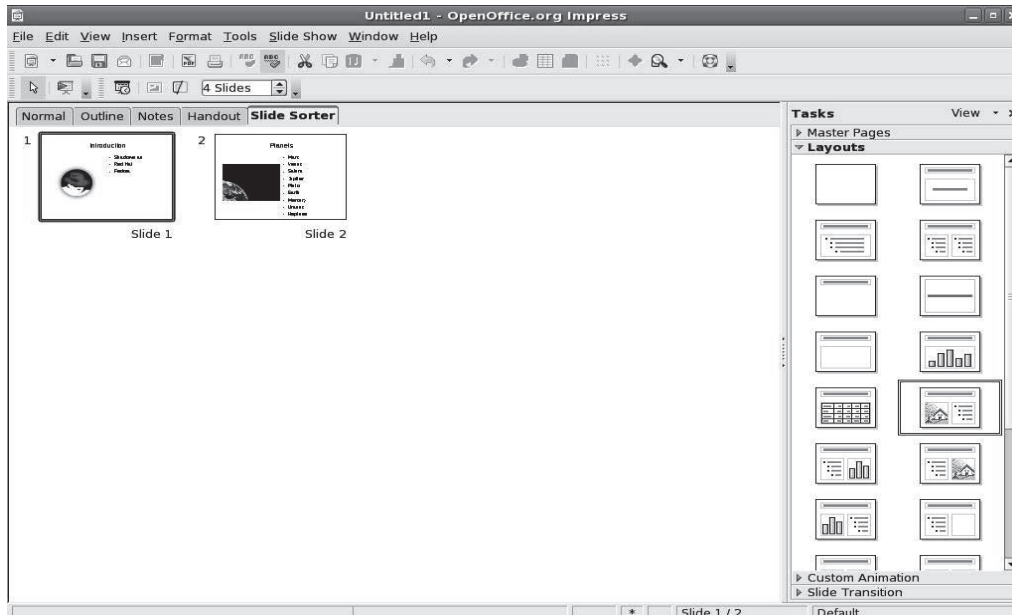 Untitled1 - OpenOffice.org Impress
File Edit View Insert Format Tools Slide Show Window Help
4 Slides
Normal Outline Notes Handout Slide Sorter
Tasks View
Master Pages
Layouts
1
Introduction
Red Hat
Fedora
Slide 1
2
Planets
Mars
Venus
Saturn
Jupiter
Pluto
Earth
Mercury
Uranus
Neptune
Slide 2
Custom Animation
Slide Transition
* Slide 1 / 2 Default